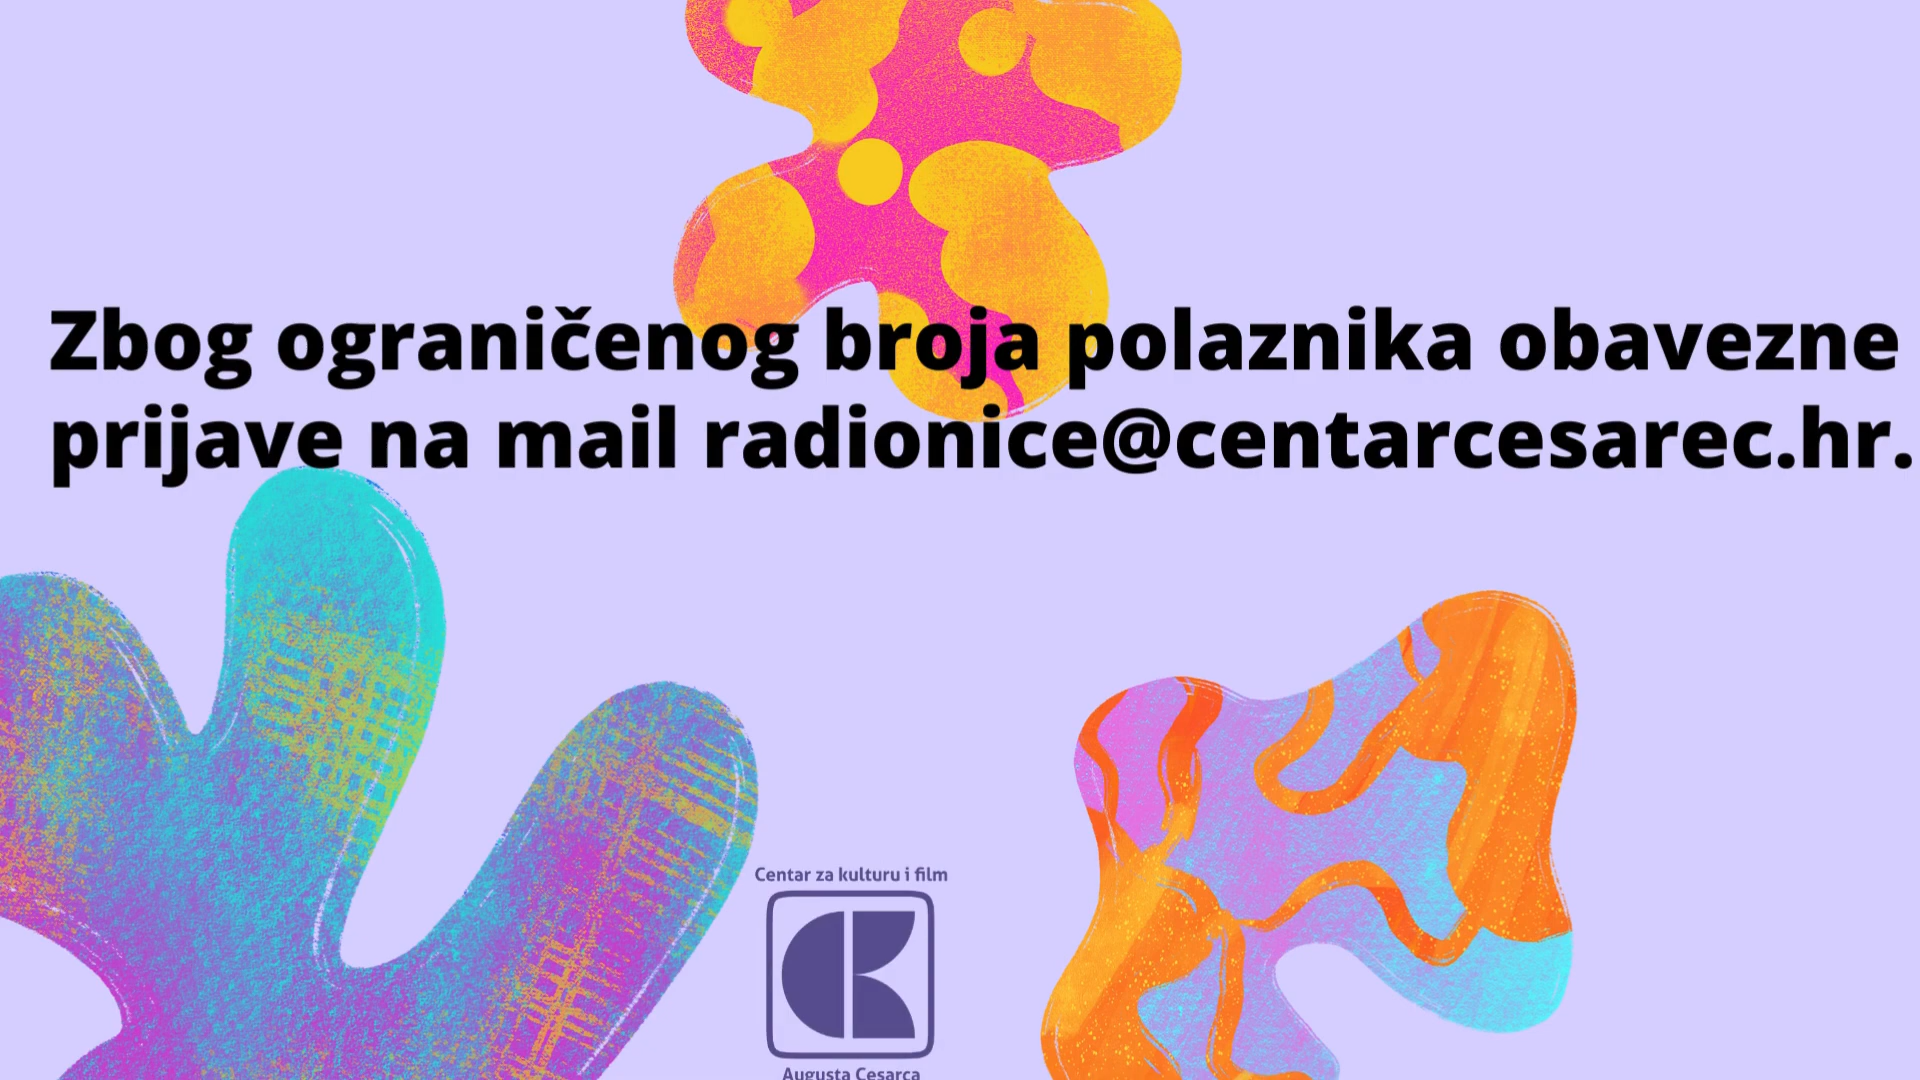 Zbog ograničenog broja polaznika obavezne
prijave na mail radionice@centarcesarec.hr.
Centar za kulturu i film
Augusta Cesarca